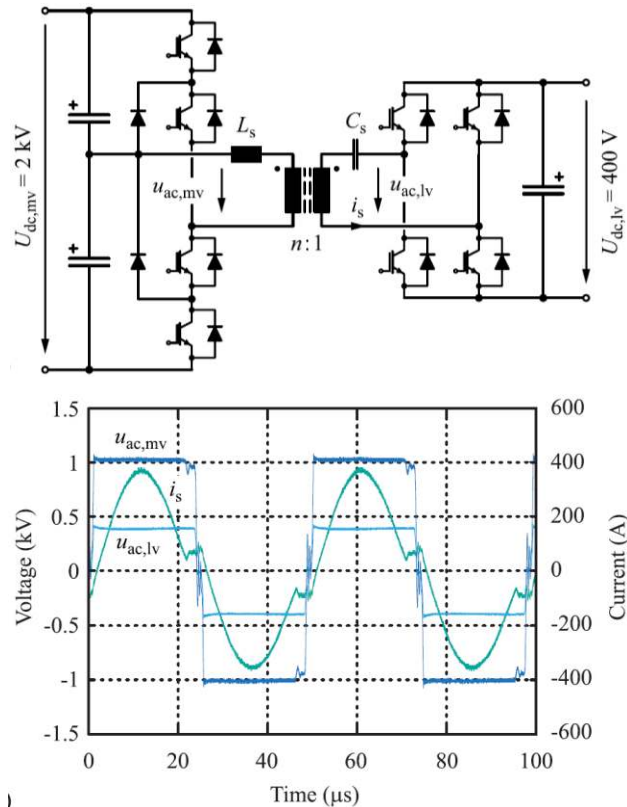 +
L_s
C_s
+
U_dc,mv = 2 kV
u_ac,mv
u_ac,lv
+
U_dc,lv = 400 V
i_s
+
n:1
1.5
600
u_ac,mv
1
400
i_s
0.5
200
u_ac,lv
Voltage (kV)
0
0
Current (A)
-0.5
-200
-1
-400
-1.5
-600
0
20
40
60
80
100
Time (μs)
)